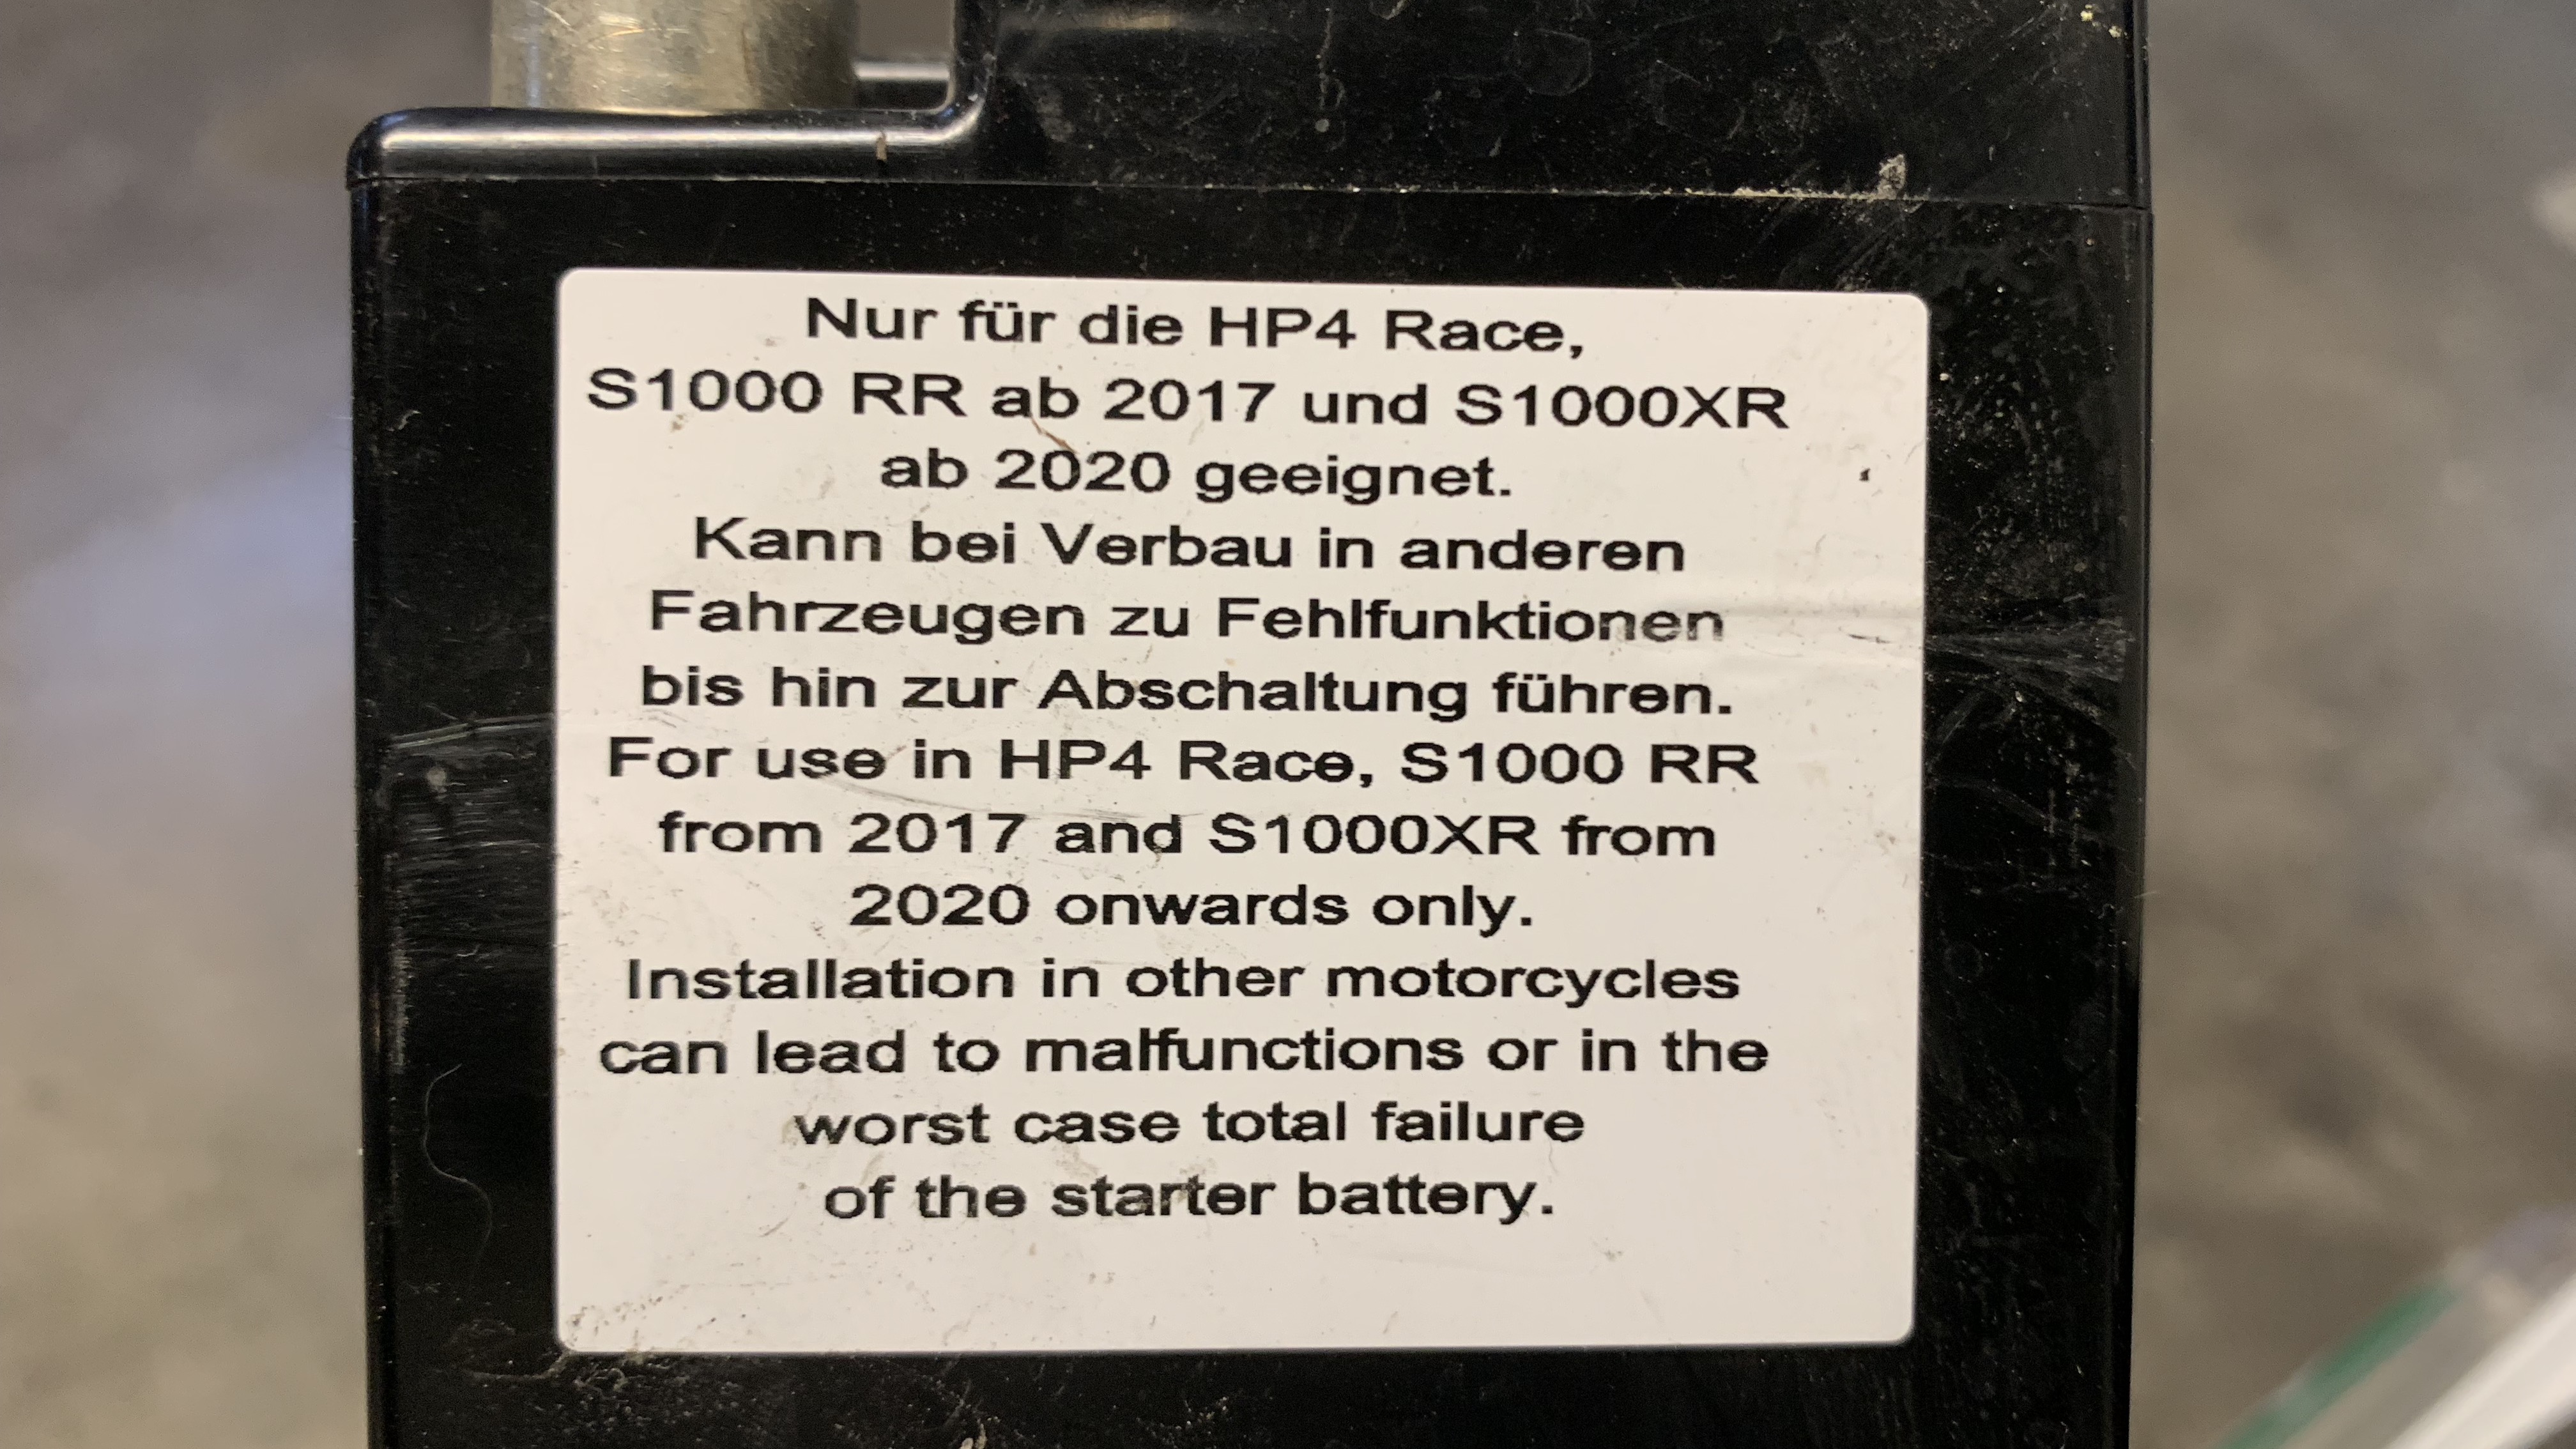 Nur für die HP4 Race,
S1000 RR ab 2017 und S1000XR
ab 2020 geeignet.
Kann bei Verbau in anderen
Fahrzeugen zu Fehlfunktionen
bis hin zur Abschaltung führen.
For use in HP4 Race, S1000 RR
from 2017 and S1000XR from
2020 onwards only.
Installation in other motorcycles
can lead to malfunctions or in the
worst case total failure
of the starter battery.